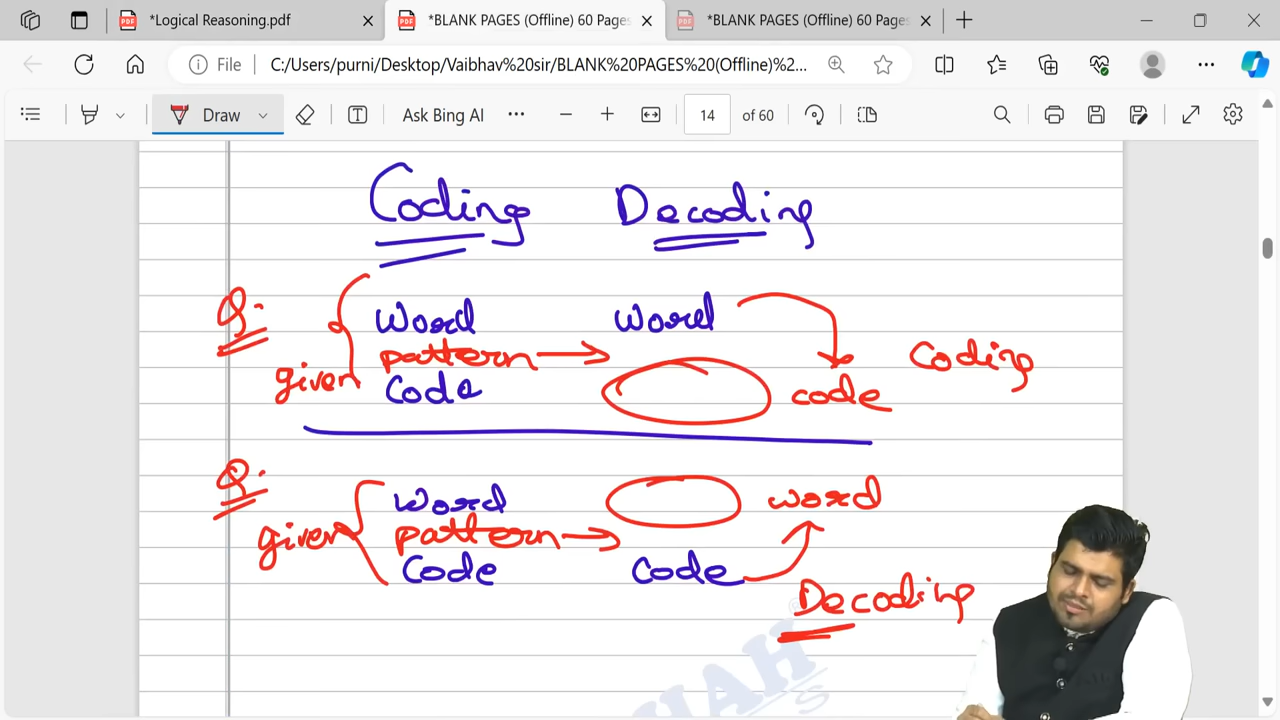 *Logical Reasoning.pdf
*BLANK PAGES (Offline) 60 Pages
*BLANK PAGES (Offline) 60 Pages
File C:/Users/purni/Desktop/Vaibhav%20sir/BLANK%20PAGES%20(Offline)%2...
Draw Ask Bing AI 14 of 60
Coding Decoding
Q. Word Word
pattern Coding
given Code code
Q. Word word
given pattern
Code Code
Decoding
HAH
S